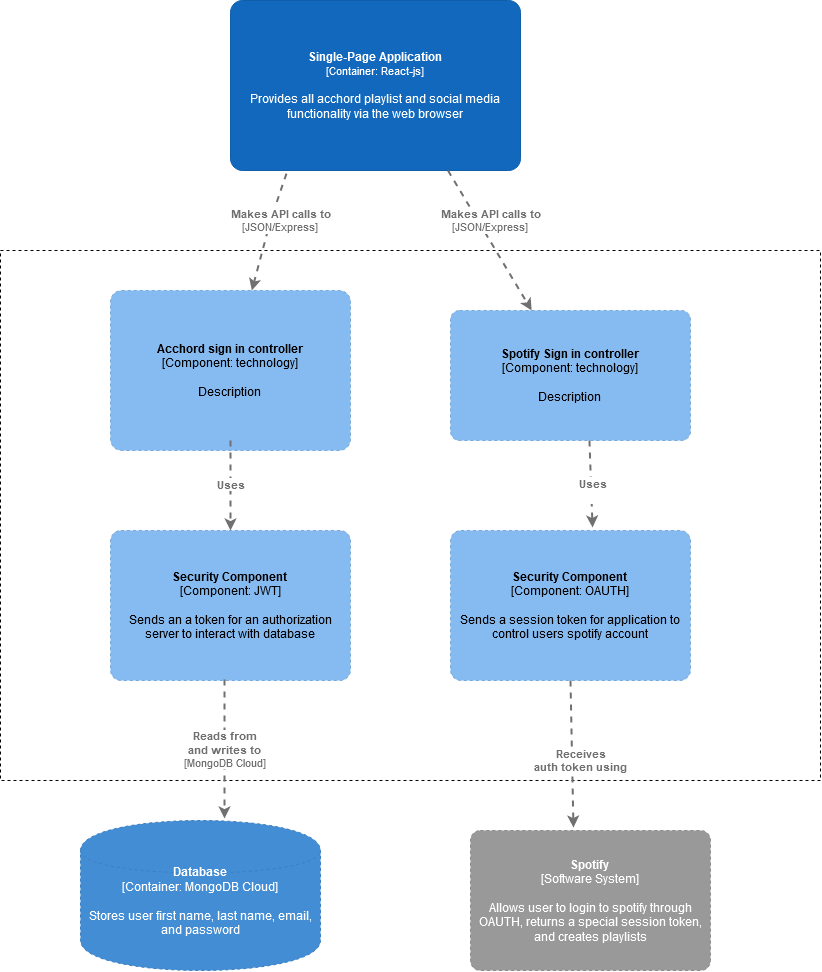 Single-Page Application
[Container: React-js]
Provides all acchord playlist and social media
functionality via the web browser
Makes API calls to
[JSON/Express]
Makes API calls to
[JSON/Express]
Acchord sign in controller
[Component: technology]
Description
Spotify Sign in controller
[Component: technology]
Description
Uses
Uses
Security Component
[Component: JWT]
Sends an a token for an authorization
server to interact with database
Security Component
[Component: OAUTH]
Sends a session token for application to
control users spotify account
Reads from
and writes to
[MongoDB Cloud]
Receives
auth token using
Database
[Container: MongoDB Cloud]
Stores user first name, last name, email,
and password
Spotify
[Software System]
Allows user to login to spotify through
OAUTH, returns a special session token,
and creates playlists